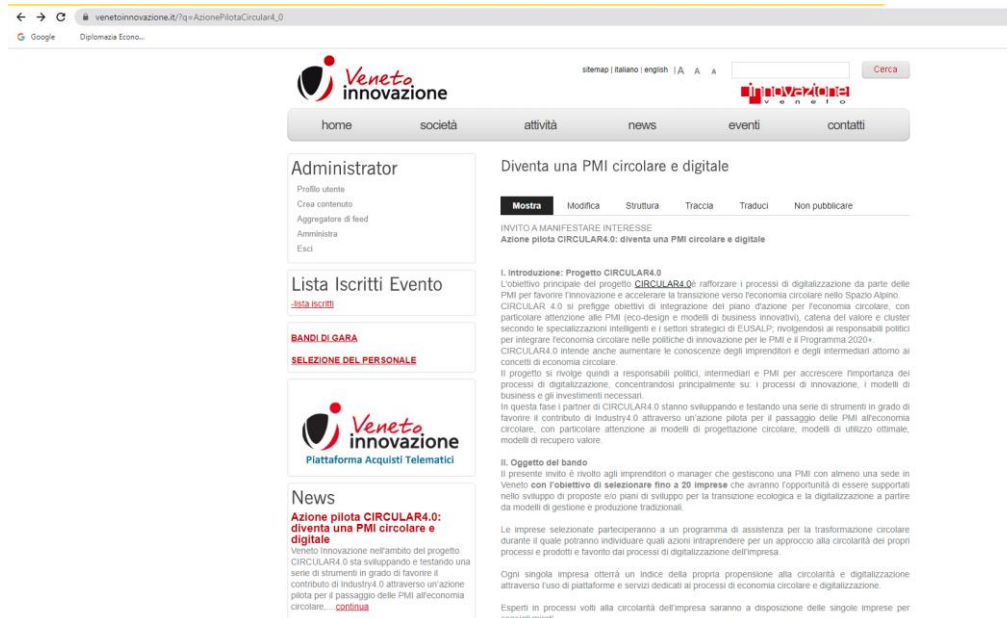 venetoinnovazione.it/?q=AzionePilotaCircular4_0
Google Diplomazia Econo...
Veneto
innovazione
sitemap | italiano | english | A A A
Cerca
innovazione
veneto
home società attività news eventi contatti
Administrator
Profilo utente
Crea contenuto
Aggregatore di feed
Amministra
Esci
Lista Iscritti Evento
-lista iscritti
BANDI DI GARA
SELEZIONE DEL PERSONALE
Veneto
innovazione
Piattaforma Acquisti Telematici
News
Azione pilota CIRCULAR4.0:
diventa una PMI circolare e
digitale
Veneto Innovazione nell'ambito del progetto
CIRCULAR4.0 sta sviluppando e testando una
serie di strumenti in grado di favorire il
contributo di Industry4.0 attraverso un'azione
pilota per il passaggio delle PMI all'economia
circolare.... continua
Diventa una PMI circolare e digitale
Mostra Modifica Struttura Traccia Traduci Non pubblicare
INVITO A MANIFESTARE INTERESSE
Azione pilota CIRCULAR4.0: diventa una PMI circolare e digitale
I. Introduzione: Progetto CIRCULAR4.0
L'obiettivo principale del progetto CIRCULAR4.0è rafforzare i processi di digitalizzazione da parte delle
PMI per favorire l'innovazione e accelerare la transizione verso l'economia circolare nello Spazio Alpino.
CIRCULAR 4.0 si prefigge obiettivi di integrazione del piano d'azione per l'economia circolare, con
particolare attenzione alle PMI (eco-design e modelli di business innovativi), catena del valore e cluster
secondo le specializzazioni intelligenti e i settori strategici di EUSALP; rivolgendosi ai responsabili politici
per integrare l'economia circolare nelle politiche di innovazione per le PMI e il Programma 2020+.
CIRCULAR4.0 intende anche aumentare le conoscenze degli imprenditori e degli intermediari attorno ai
concetti di economia circolare.
Il progetto si rivolge quindi a responsabili politici, intermediari e PMI per accrescere l'importanza dei
processi di digitalizzazione, concentrandosi principalmente su: i processi di innovazione, i modelli di
business e gli investimenti necessari.
In questa fase i partner di CIRCULAR4.0 stanno sviluppando e testando una serie di strumenti in grado di
favorire il contributo di Industry4.0 attraverso un'azione pilota per il passaggio delle PMI all'economia
circolare, con particolare attenzione ai modelli di progettazione circolare, modelli di utilizzo ottimale,
modelli di recupero valore.
II. Oggetto del bando
Il presente invito è rivolto agli imprenditori o manager che gestiscono una PMI con almeno una sede in
Veneto con l'obiettivo di selezionare fino a 20 imprese che avranno l'opportunità di essere supportati
nello sviluppo di proposte e/o piani di sviluppo per la transizione ecologica e la digitalizzazione a partire
da modelli di gestione e produzione tradizionali.
Le imprese selezionate parteciperanno a un programma di assistenza per la trasformazione circolare
durante il quale potranno individuare quali azioni intraprendere per un approccio alla circolarità dei propri
processi e prodotti e favorito dai processi di digitalizzazione dell'impresa.
Ogni singola impresa otterrà un indice della propria propensione alla circolarità e digitalizzazione
attraverso l'uso di piattaforme e servizi dedicati ai processi di economia circolare e digitalizzazione.
Esperti in processi volti alla circolarità dell'impresa saranno a disposizione delle singole imprese per